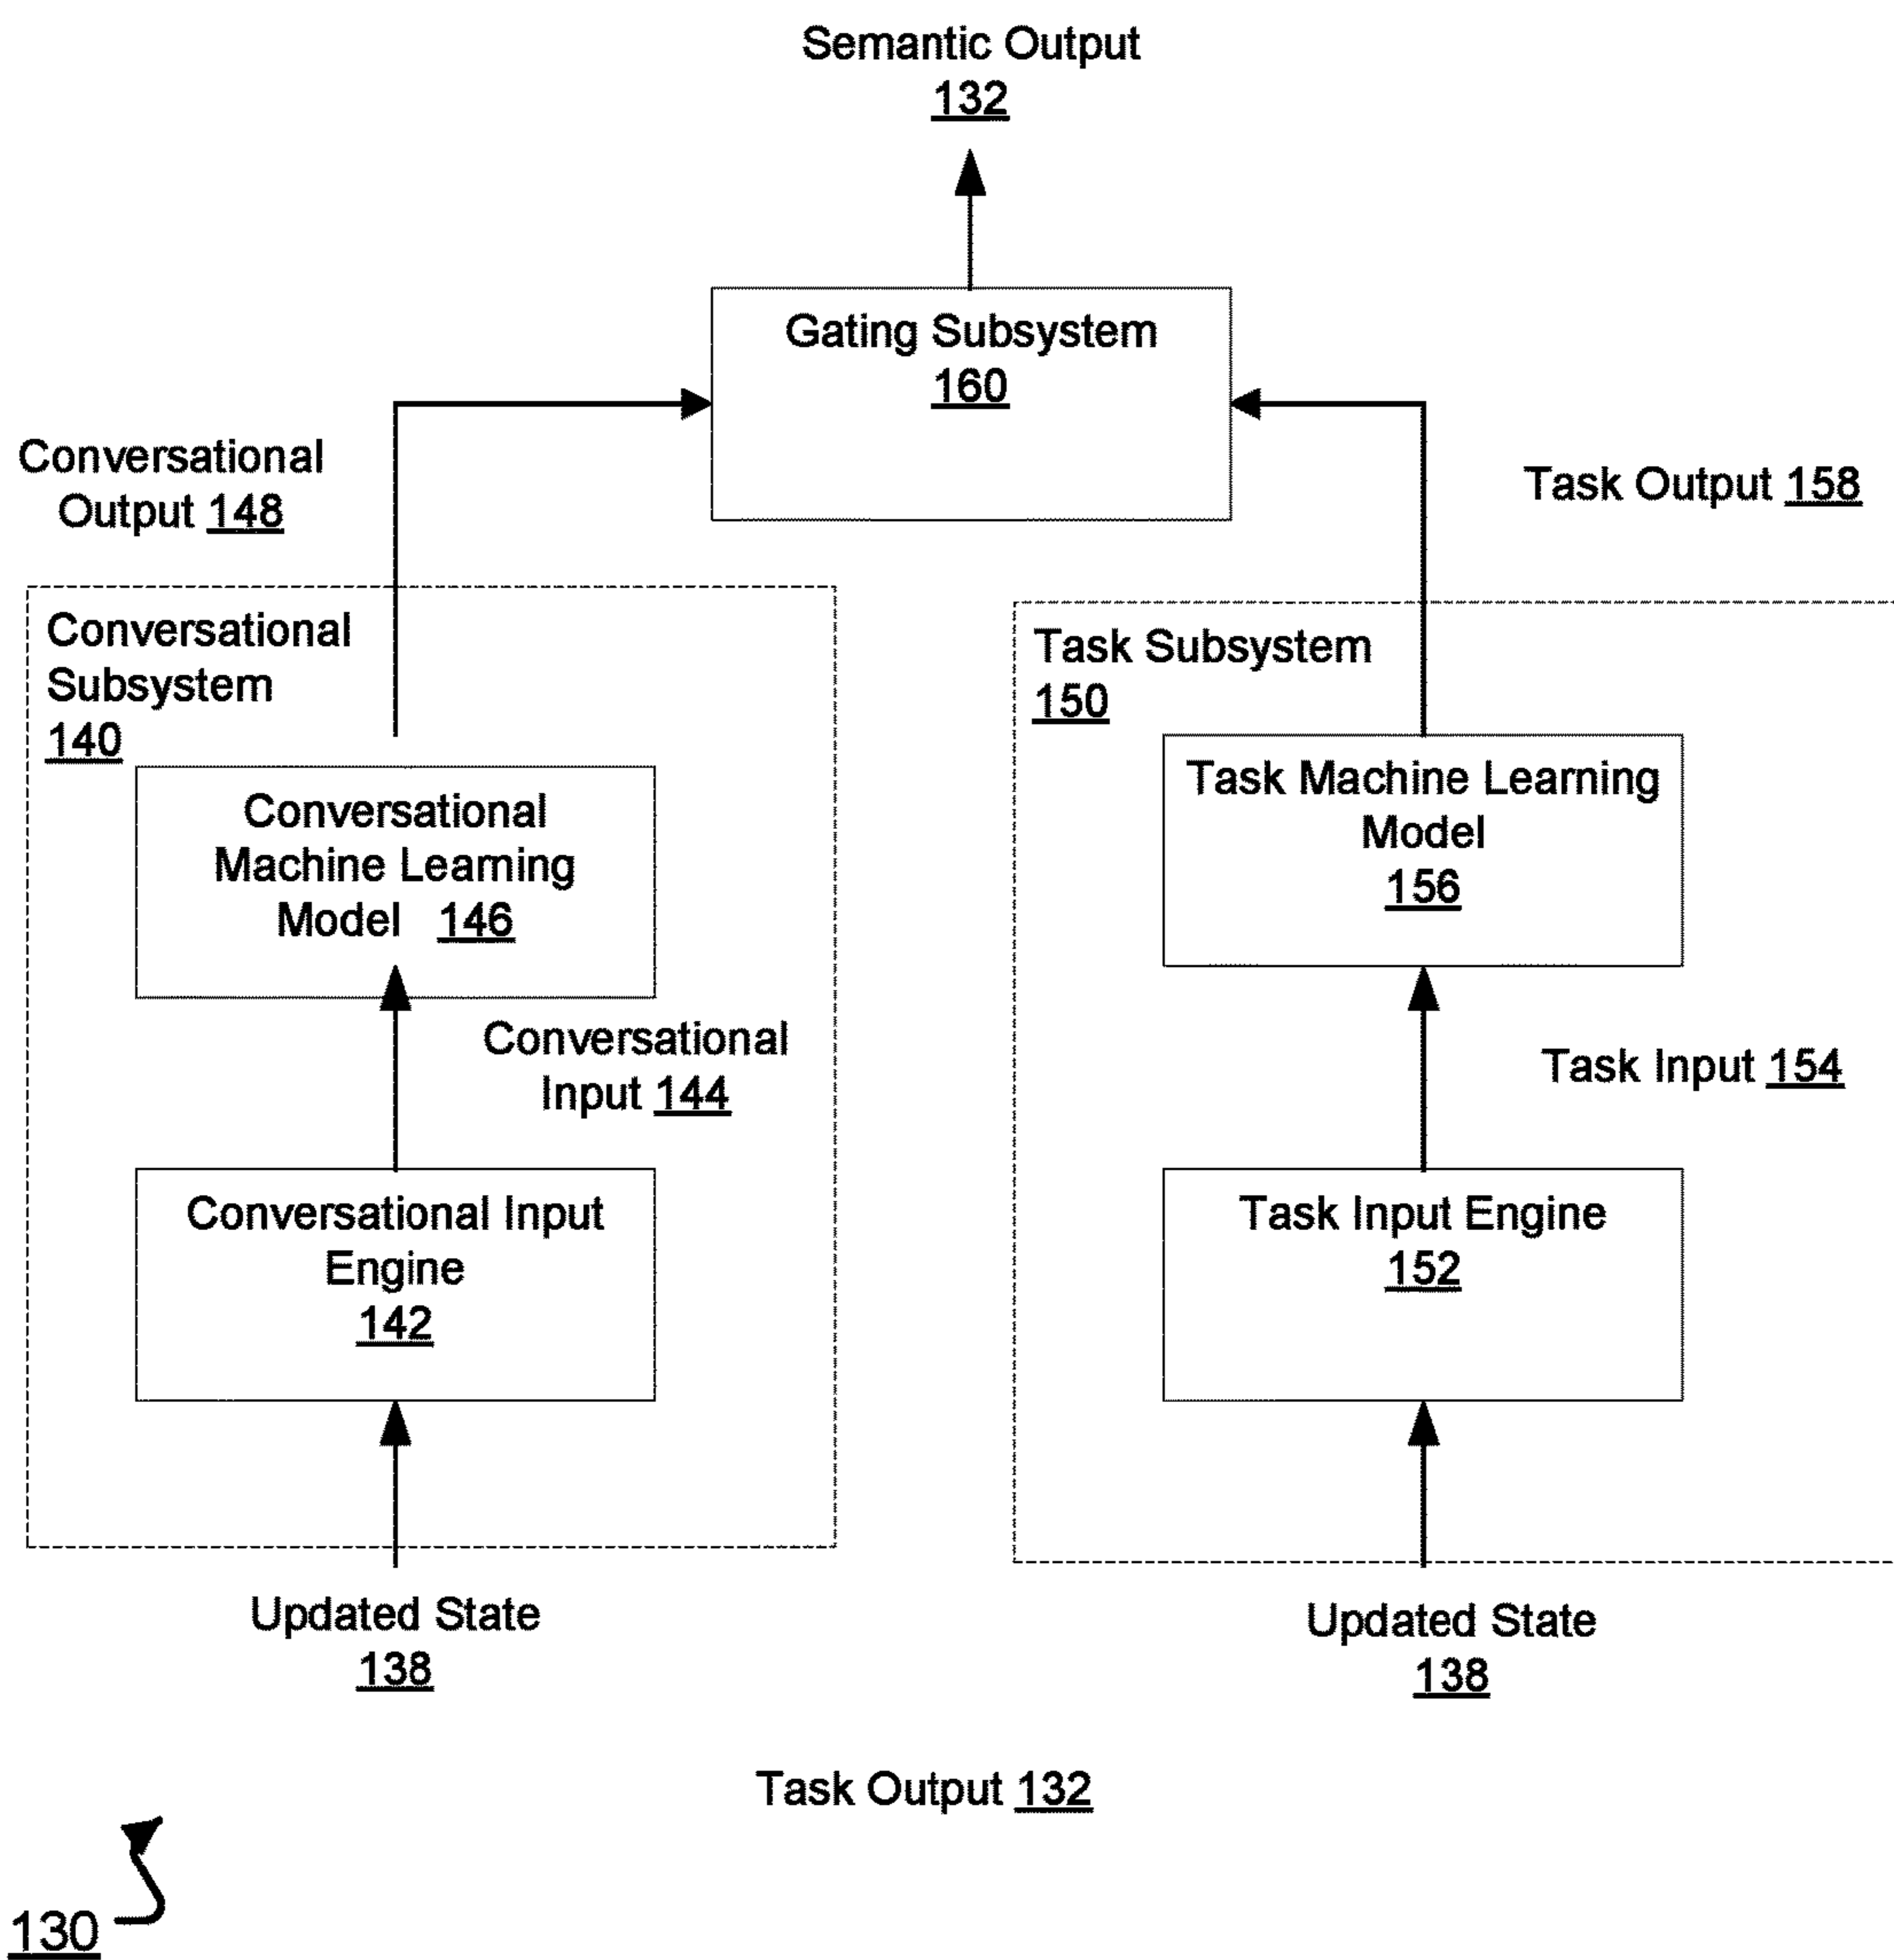 Semantic Output
132
Gating Subsystem
160
Conversational
Output 148
Task Output 158
Conversational
Subsystem
140
Task Subsystem
150
Conversational
Machine Learning
Model 146
Task Machine Learning
Model
156
Conversational
Input 144
Task Input 154
Conversational Input
Engine
142
Task Input Engine
152
Updated State
138
Updated State
138
Task Output 132
130